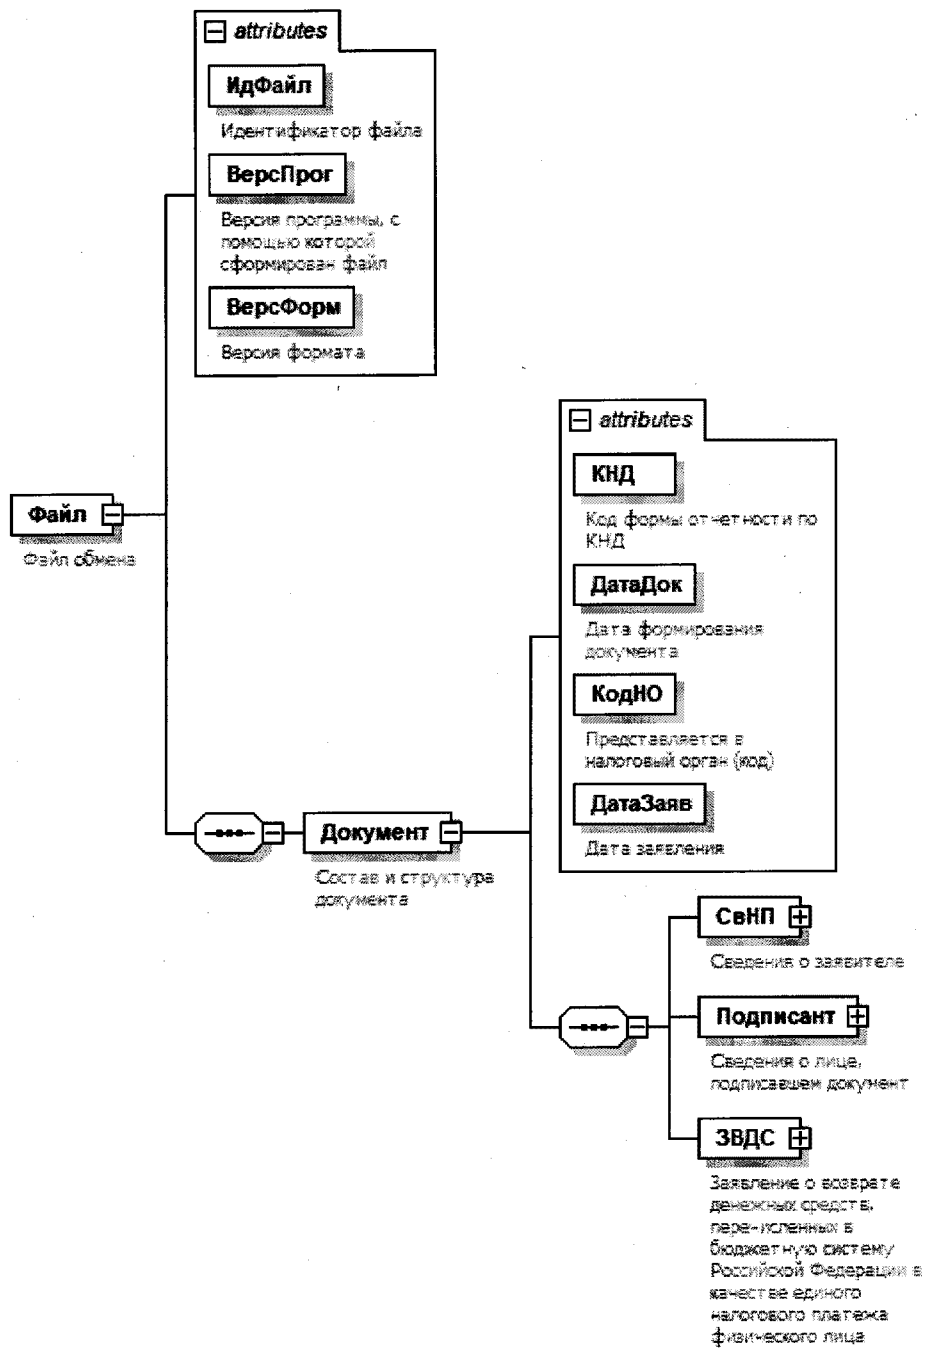 attributes
ИдФайл
Идентификатор файла
ВерсПрог
Версия программы, с
помощью которой
сформирован файл
ВерсФорм
Версия формата
Файл
Файл обмена
attributes
КНД
Код формы отчетности по
КНД
ДатаДок
Дата формирования
документа
КодНО
Представляется в
налоговый орган (код)
ДатаЗаяв
Дата заявления
Документ
Состав и структура
документа
СвНП
Сведения о заявителе
Подписант
Сведения о лице,
подписавшем документ
ЗВДС
Заявление о возврате
денежных средств,
перечисленных в
бюджетную систему
Российской Федерации в
качестве единого
налогового платежа
физического лица